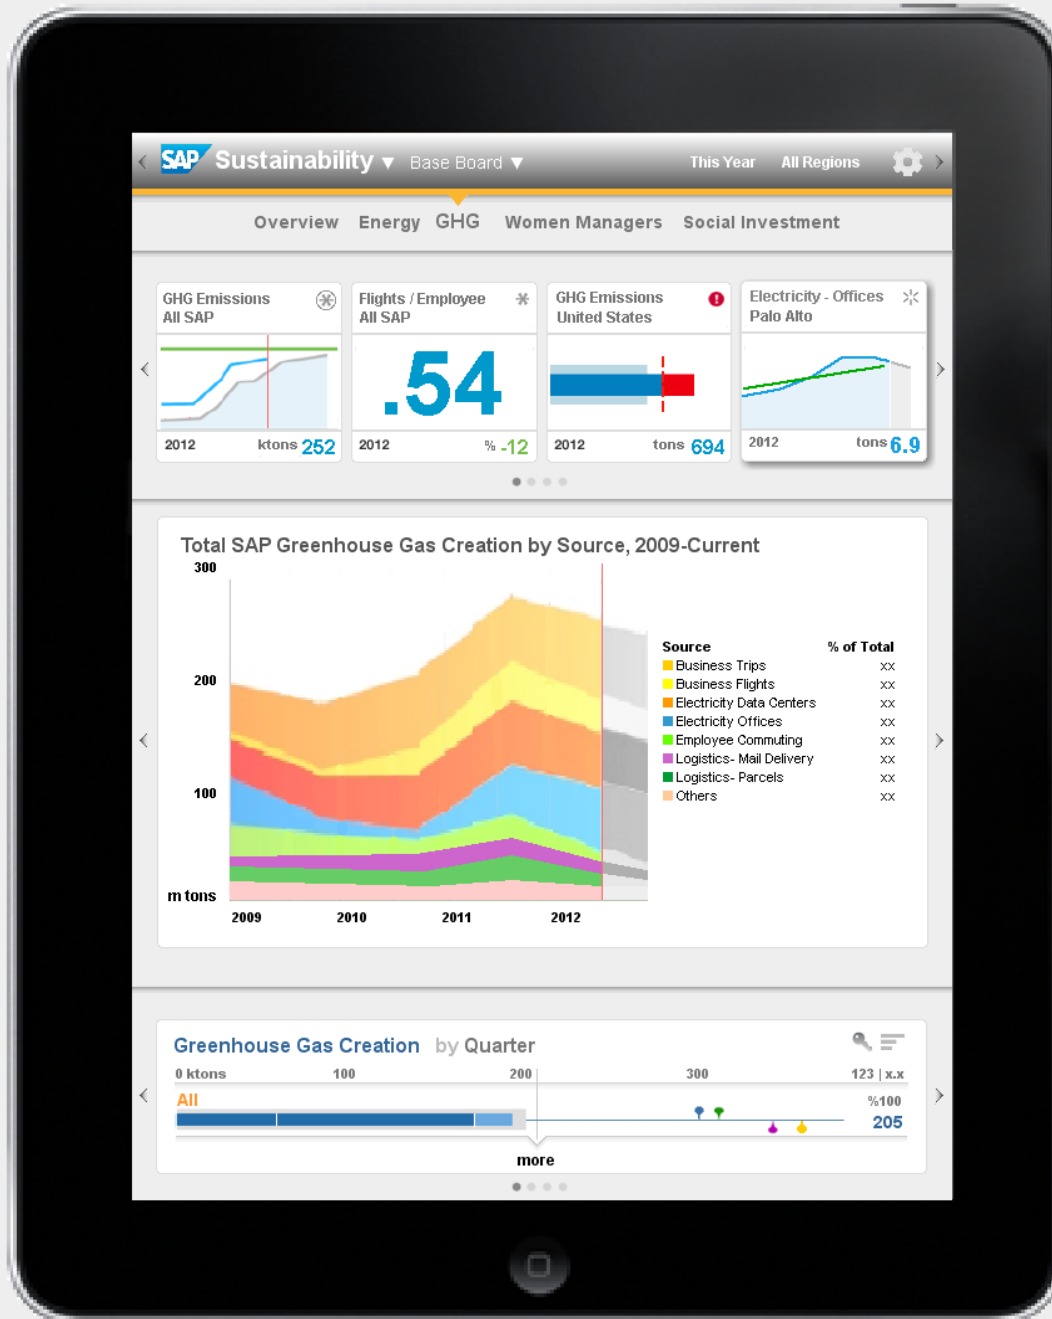 SAP Sustainability ▼ Base Board ▼ This Year All Regions
Overview Energy GHG Women Managers Social Investment
GHG Emissions
All SAP
2012 ktons 252
Flights / Employee
All SAP
.54
2012 % -12
GHG Emissions
United States
2012 tons 694
Electricity - Offices
Palo Alto
2012 tons 6.9
Total SAP Greenhouse Gas Creation by Source, 2009-Current
300
200
100
m tons
2009 2010 2011 2012
Source % of Total
Business Trips xx
Business Flights xx
Electricity Data Centers xx
Electricity Offices xx
Employee Commuting xx
Logistics- Mail Delivery xx
Logistics- Parcels xx
Others xx
Greenhouse Gas Creation by Quarter
0 ktons 100 200 300 123 | x.x
All %100
205
more